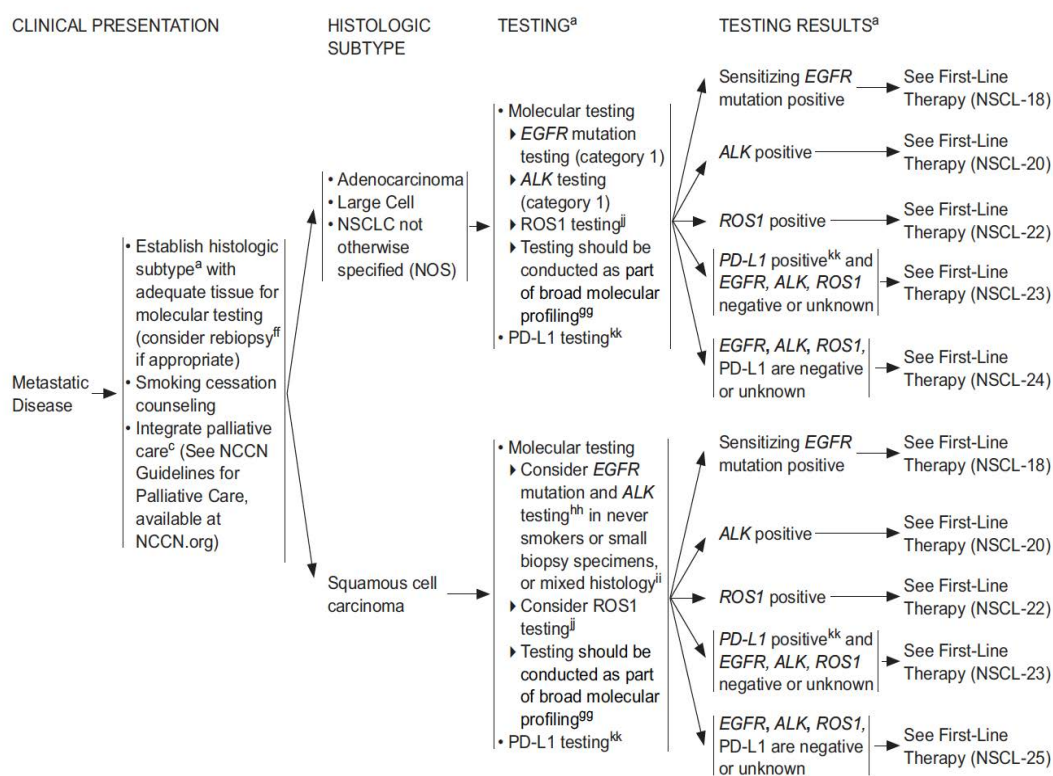 CLINICAL PRESENTATION
HISTOLOGIC
SUBTYPE
TESTINGᵃ
TESTING RESULTSᵃ
Metastatic
Disease
• Establish histologic
subtypeᵃ with
adequate tissue for
molecular testing
(consider rebiopsyᶠᶠ
if appropriate)
• Smoking cessation
counseling
• Integrate palliative
careᶜ (See NCCN
Guidelines for
Palliative Care,
available at
NCCN.org)
• Adenocarcinoma
• Large Cell
• NSCLC not
otherwise
specified (NOS)
• Molecular testing
EGFR mutation
testing (category 1)
ALK testing
(category 1)
ROS1 testingʲʲ
Testing should be
conducted as part
of broad molecular
profilingᵍᵍ
• PD-L1 testingᵏᵏ
Sensitizing EGFR
mutation positive
See First-Line
Therapy (NSCL-18)
ALK positive
See First-Line
Therapy (NSCL-20)
ROS1 positive
See First-Line
Therapy (NSCL-22)
PD-L1 positiveᵏᵏ and
EGFR, ALK, ROS1
negative or unknown
See First-Line
Therapy (NSCL-23)
EGFR, ALK, ROS1,
PD-L1 are negative
or unknown
See First-Line
Therapy (NSCL-24)
Squamous cell
carcinoma
• Molecular testing
Consider EGFR
mutation and ALK
testingʰʰ in never
smokers or small
biopsy specimens,
or mixed histologyⁱⁱ
Consider ROS1
testingʲʲ
Testing should be
conducted as part
of broad molecular
profilingᵍᵍ
• PD-L1 testingᵏᵏ
Sensitizing EGFR
mutation positive
See First-Line
Therapy (NSCL-18)
ALK positive
See First-Line
Therapy (NSCL-20)
ROS1 positive
See First-Line
Therapy (NSCL-22)
PD-L1 positiveᵏᵏ and
EGFR, ALK, ROS1
negative or unknown
See First-Line
Therapy (NSCL-23)
EGFR, ALK, ROS1,
PD-L1 are negative
or unknown
See First-Line
Therapy (NSCL-25)